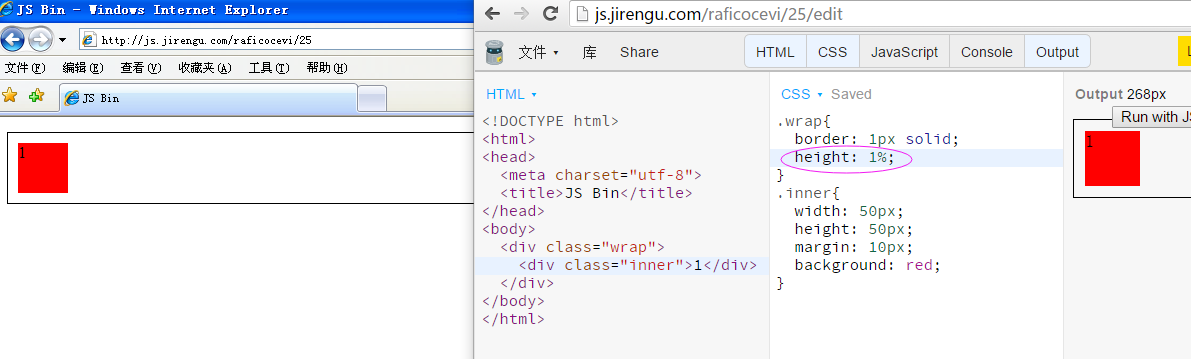 JS Bin - Windows Internet Explorer
http://js.jirengu.com/raficocevi/25
文件(F) 编辑(E) 查看(V) 收藏夹(A) 工具(T) 帮助(H)
JS Bin
1
js.jirengu.com/raficocevi/25/edit
文件 库 Share HTML CSS JavaScript Console Output L
HTML
<!DOCTYPE html>
<html>
<head>
<meta charset="utf-8">
<title>JS Bin</title>
</head>
<body>
<div class="wrap">
<div class="inner">1</div>
</div>
</body>
</html>
CSS Saved
.wrap{
border: 1px solid;
height: 1%;
}
.inner{
width: 50px;
height: 50px;
margin: 10px;
background: red;
}
Output 268px
Run with JS
1